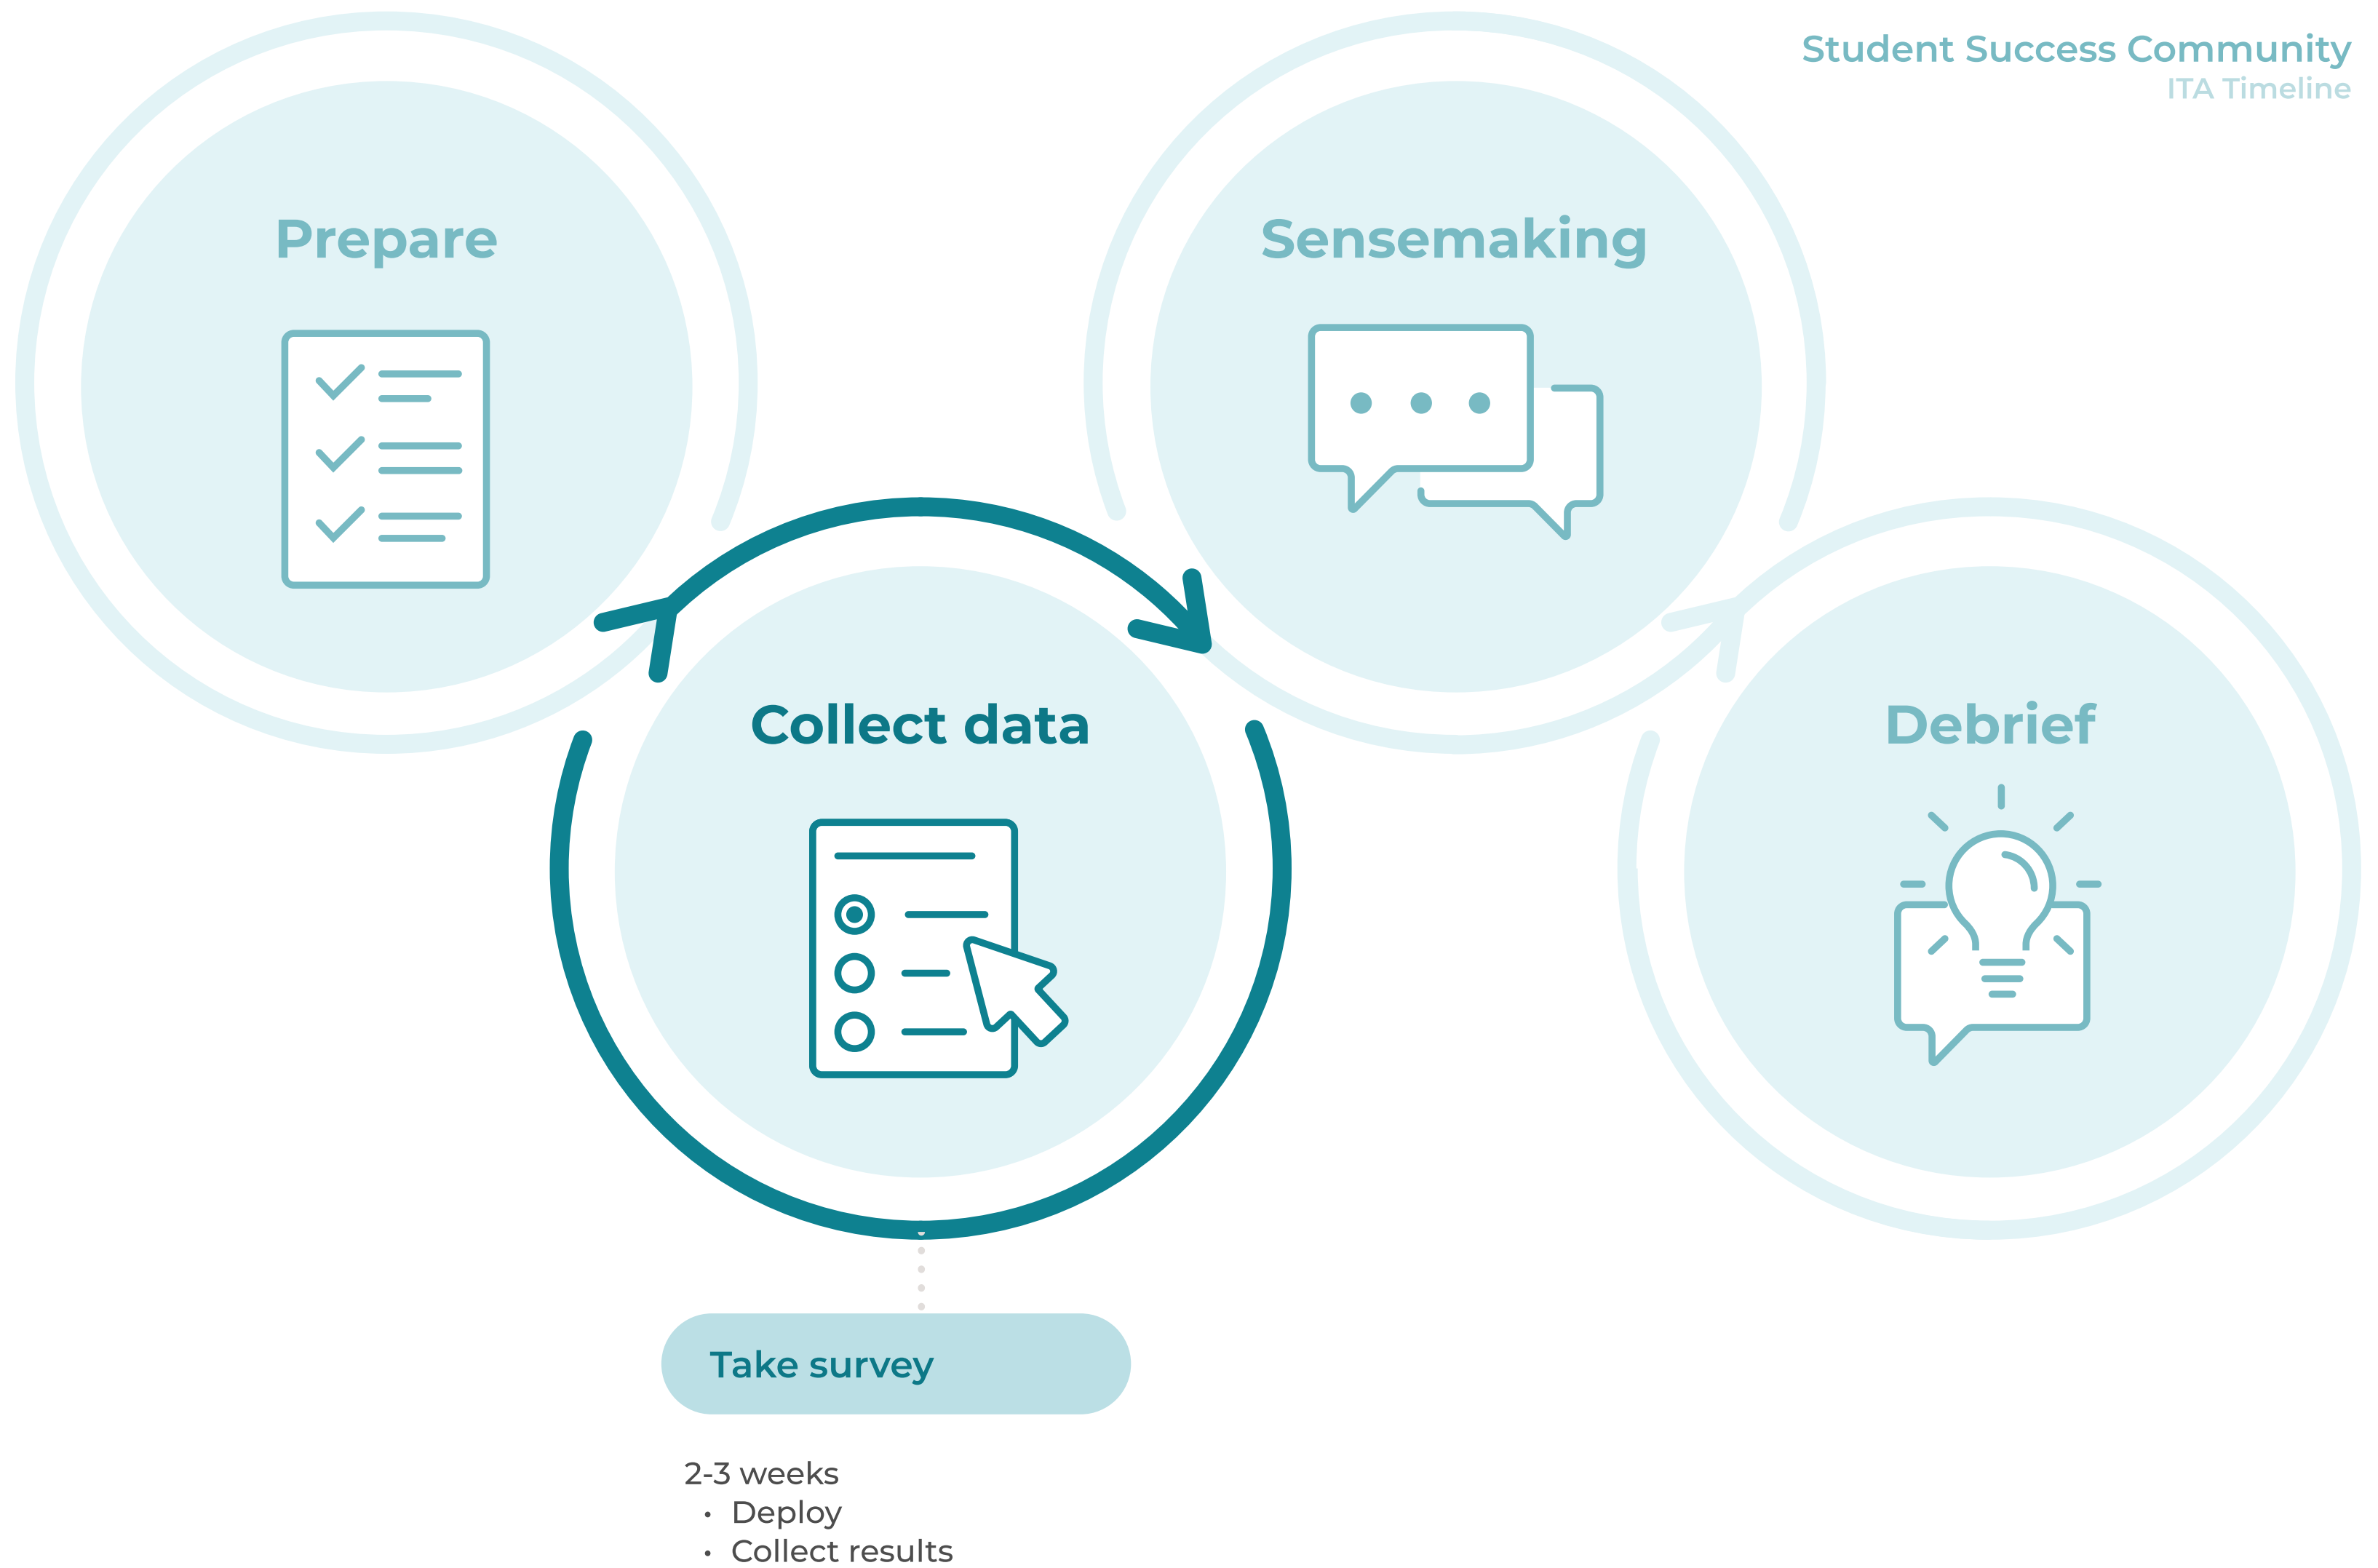 Student Success Community
ITA Timeline
Prepare
Sensemaking
Collect data
Debrief
Take survey
2-3 weeks
• Deploy
• Collect results